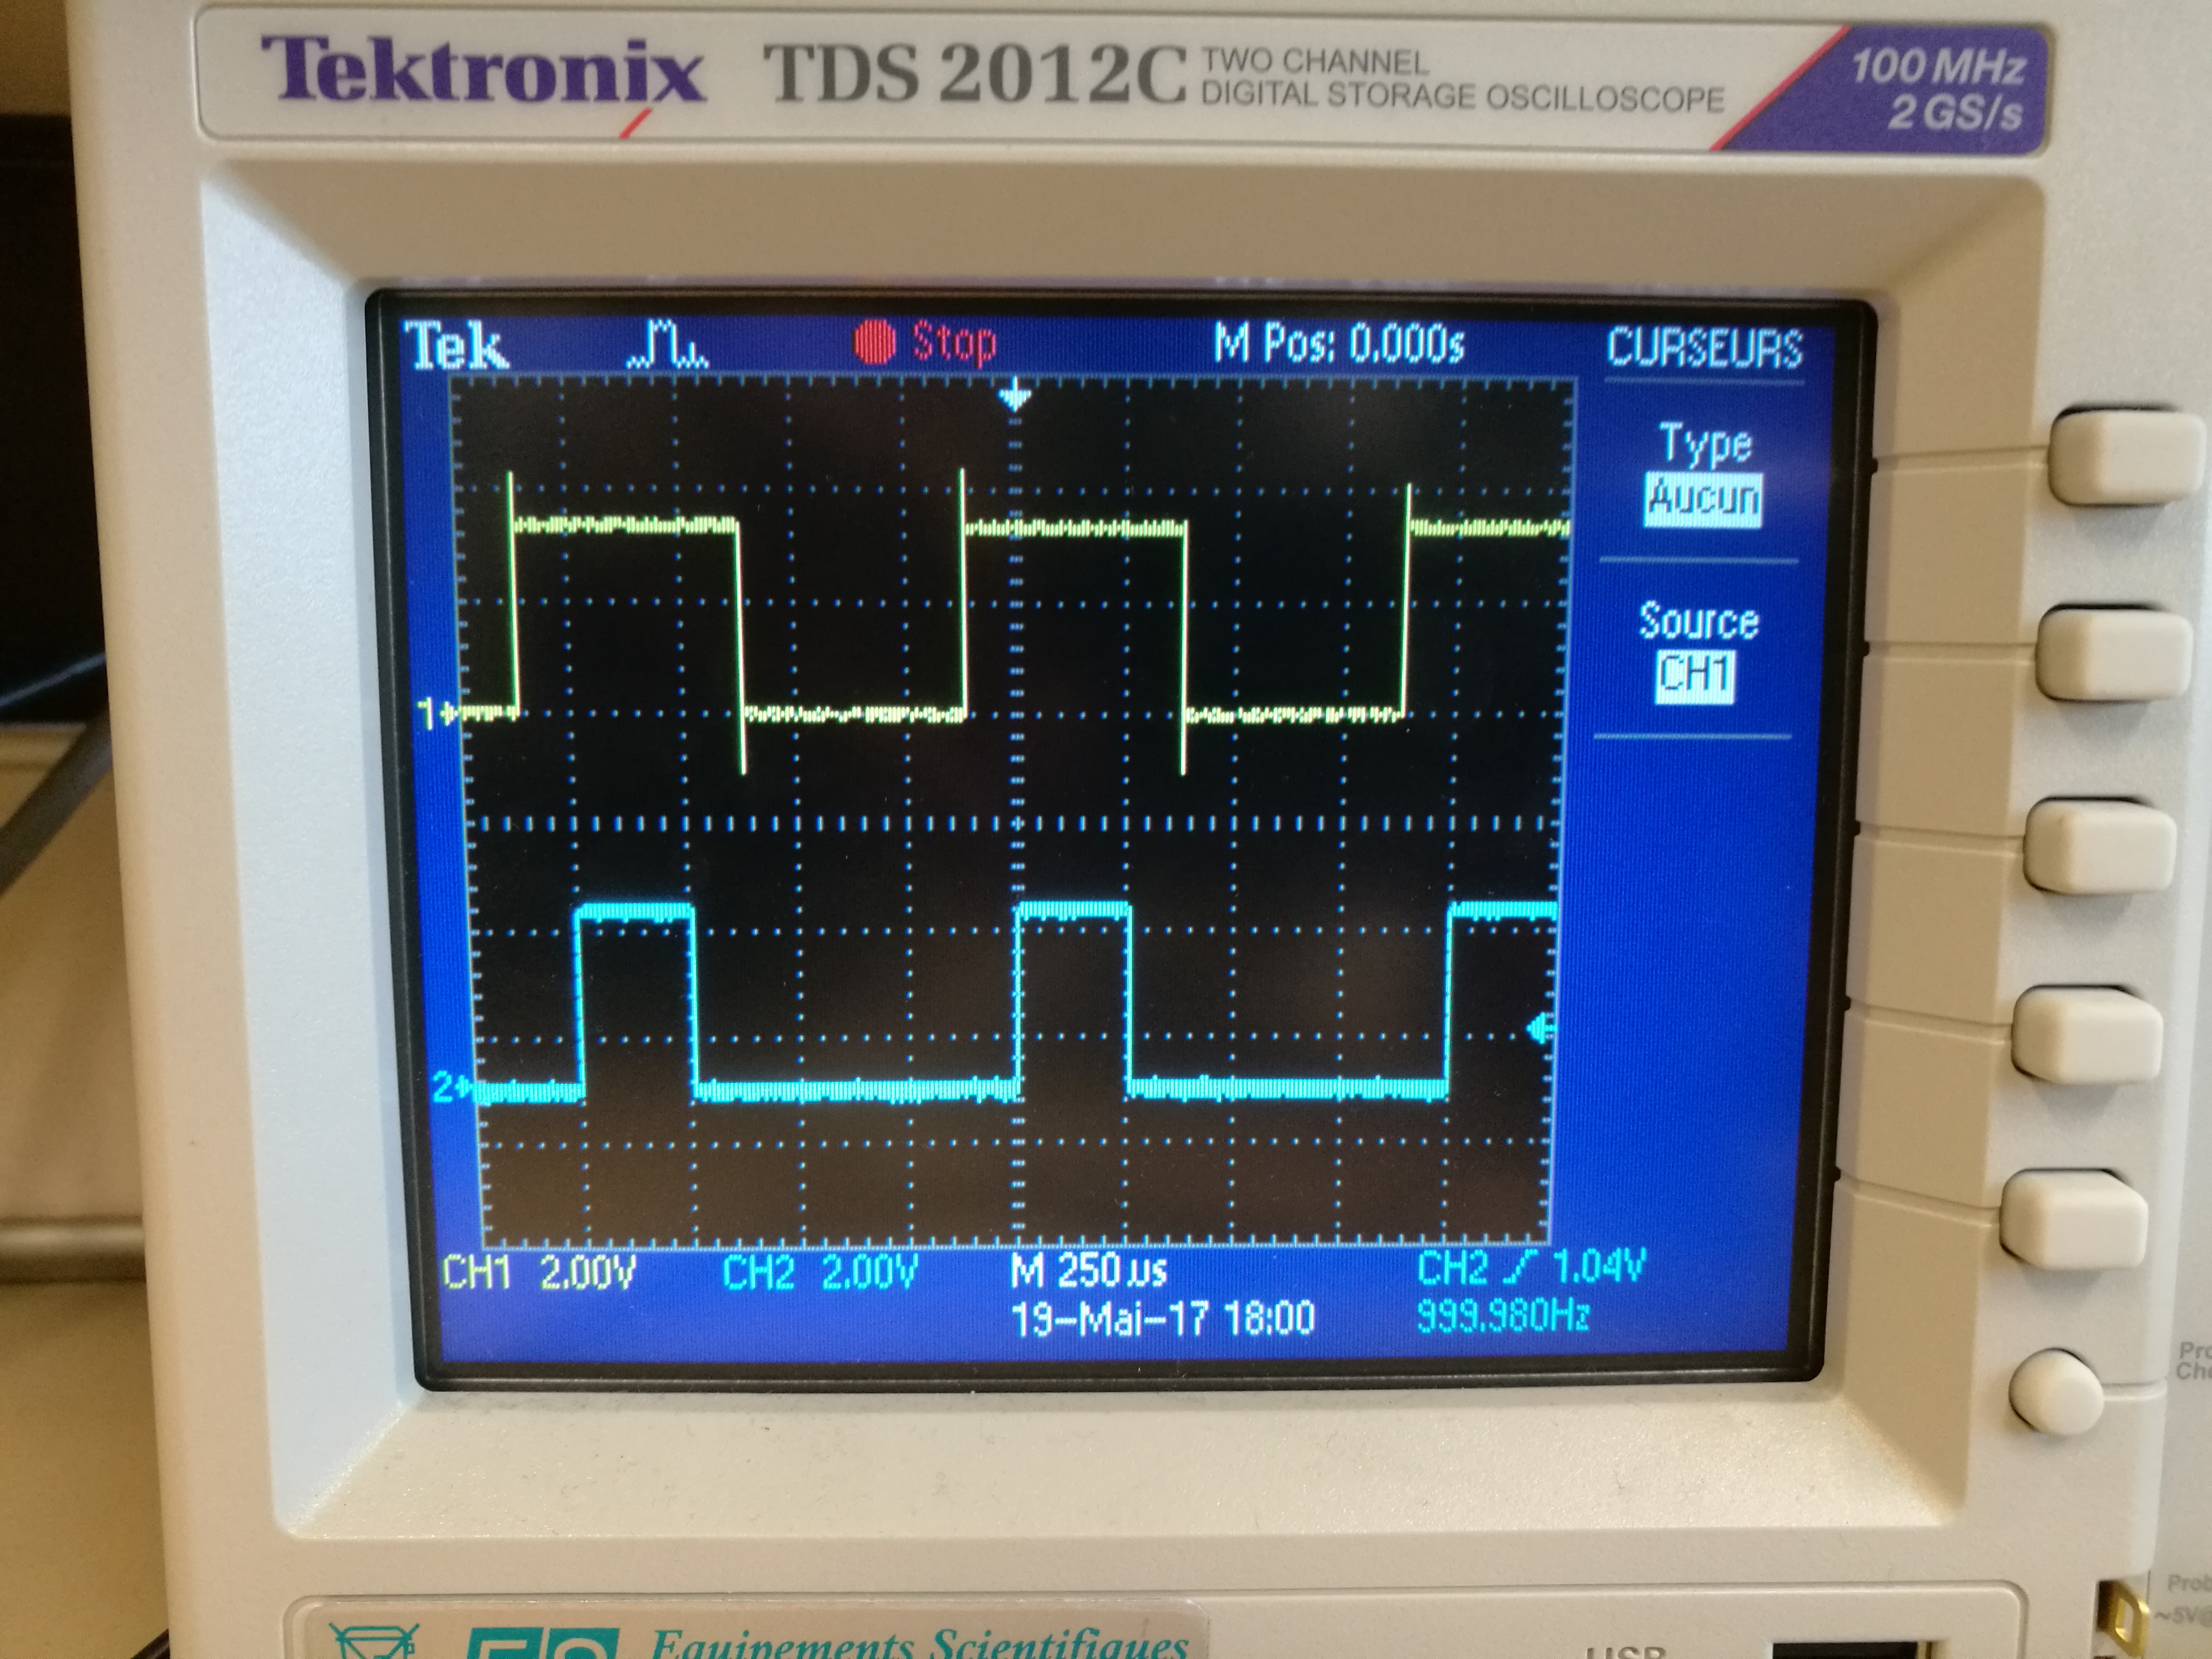 Tektronix TDS 2012C TWO CHANNEL
DIGITAL STORAGE OSCILLOSCOPE
100 MHz
2 GS/s
Tek Stop M Pos: 0.000s CURSEURS
Type
Aucun
Source
CH1
1
2
CH1 2.00V CH2 2.00V M 250µs CH2 1.04V
19-Mai-17 18:00 999.980Hz
Equipements Scientifiques
USB